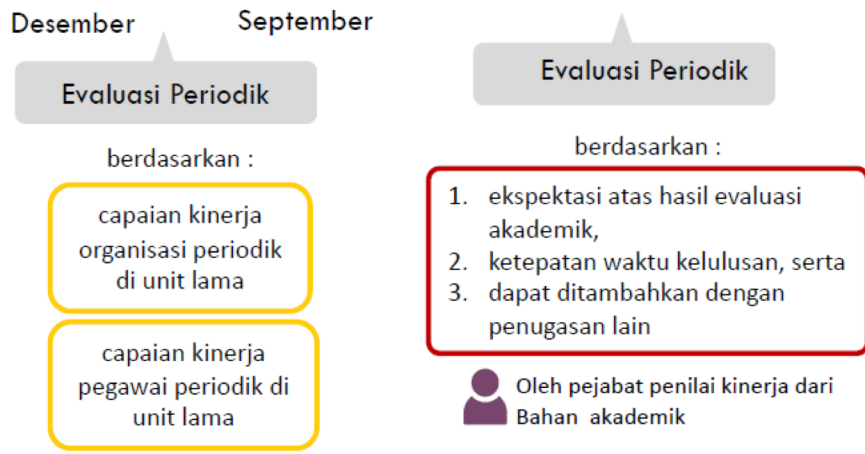 Desember
September
Evaluasi Periodik
berdasarkan :
capaian kinerja
organisasi periodik
di unit lama
capaian kinerja
pegawai periodik di
unit lama
Evaluasi Periodik
berdasarkan :
1. ekspektasi atas hasil evaluasi
akademik,
2. ketepatan waktu kelulusan, serta
3. dapat ditambahkan dengan
penugasan lain
Oleh pejabat penilai kinerja dari
Bahan akademik